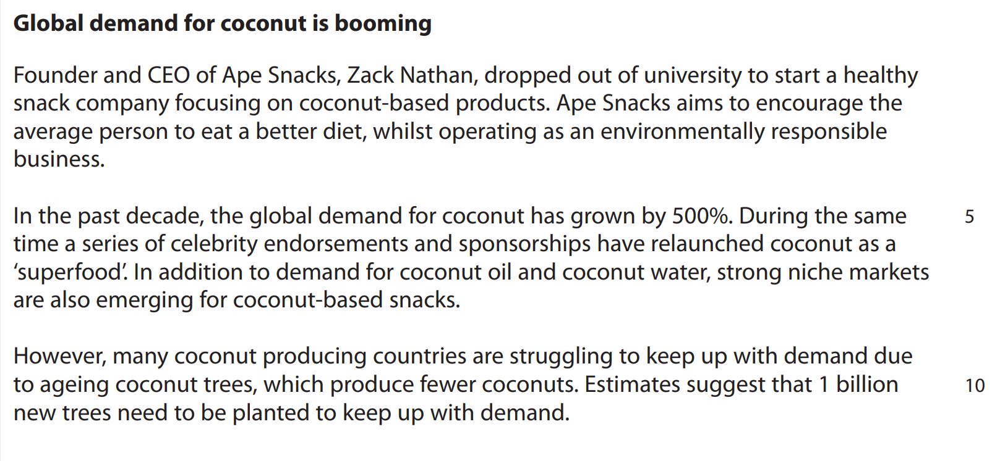 Global demand for coconut is booming
Founder and CEO of Ape Snacks, Zack Nathan, dropped out of university to start a healthy
snack company focusing on coconut-based products. Ape Snacks aims to encourage the
average person to eat a better diet, whilst operating as an environmentally responsible
business.
In the past decade, the global demand for coconut has grown by 500%. During the same 5
time a series of celebrity endorsements and sponsorships have relaunched coconut as a
‘superfood’. In addition to demand for coconut oil and coconut water, strong niche markets
are also emerging for coconut-based snacks.
However, many coconut producing countries are struggling to keep up with demand due
to ageing coconut trees, which produce fewer coconuts. Estimates suggest that 1 billion 10
new trees need to be planted to keep up with demand.